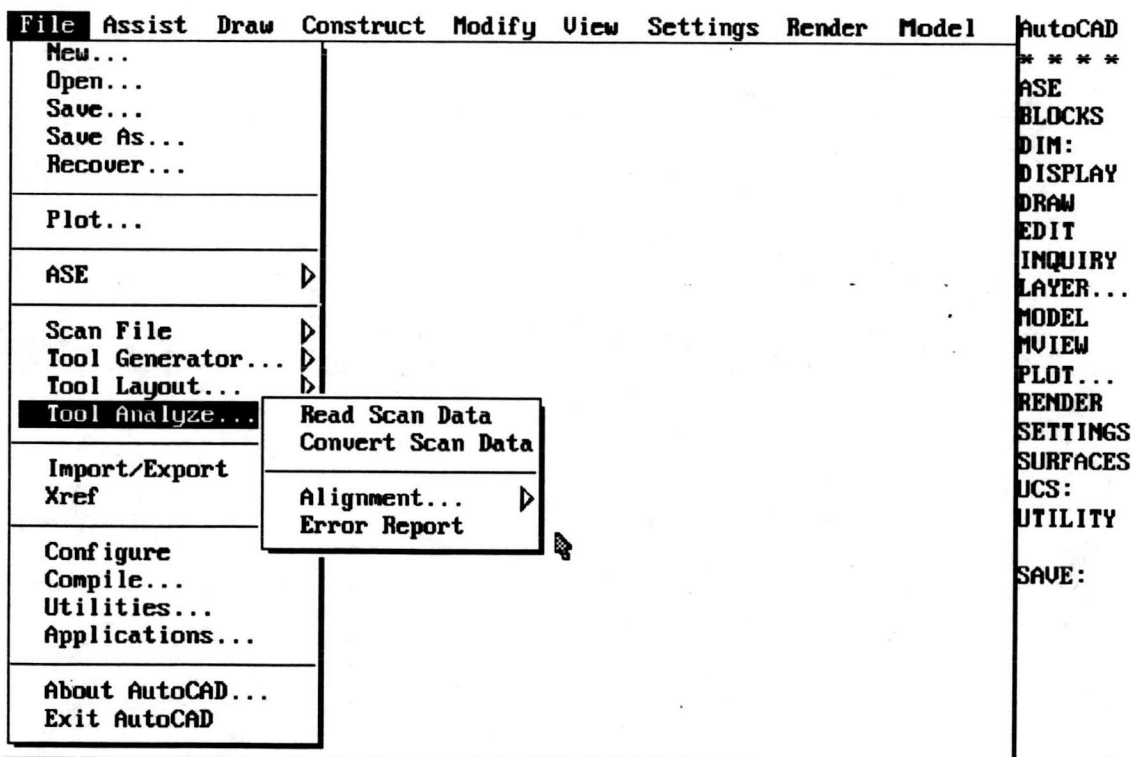 File Assist Draw Construct Modify View Settings Render Model
New...
Open...
Save...
Save As...
Recover...
Plot...
ASE
Scan File
Tool Generator...
Tool Layout...
Tool Analyze...
Import/Export
Xref
Configure
Compile...
Utilities...
Applications...
About AutoCAD...
Exit AutoCAD
Read Scan Data
Convert Scan Data
Alignment...
Error Report
AutoCAD
* * * *
ASE
BLOCKS
DIM:
DISPLAY
DRAW
EDIT
INQUIRY
LAYER...
MODEL
MVIEW
PLOT...
RENDER
SETTINGS
SURFACES
UCS:
UTILITY
SAVE: